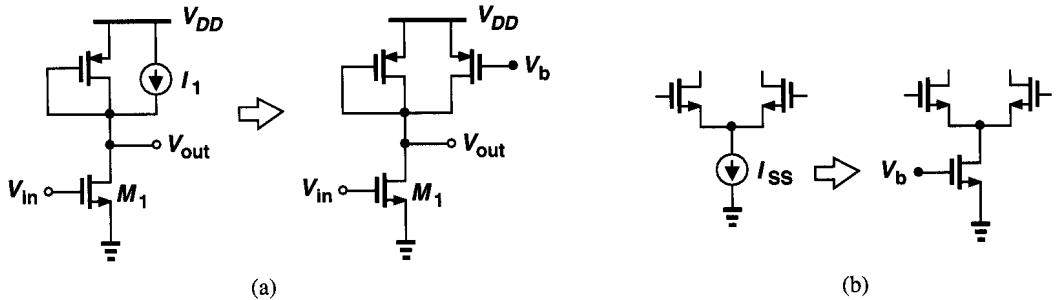 V_DD V_DD
I_1 V_b
V_out V_out
V_in M_1 V_in M_1
I_SS V_b
(a) (b)